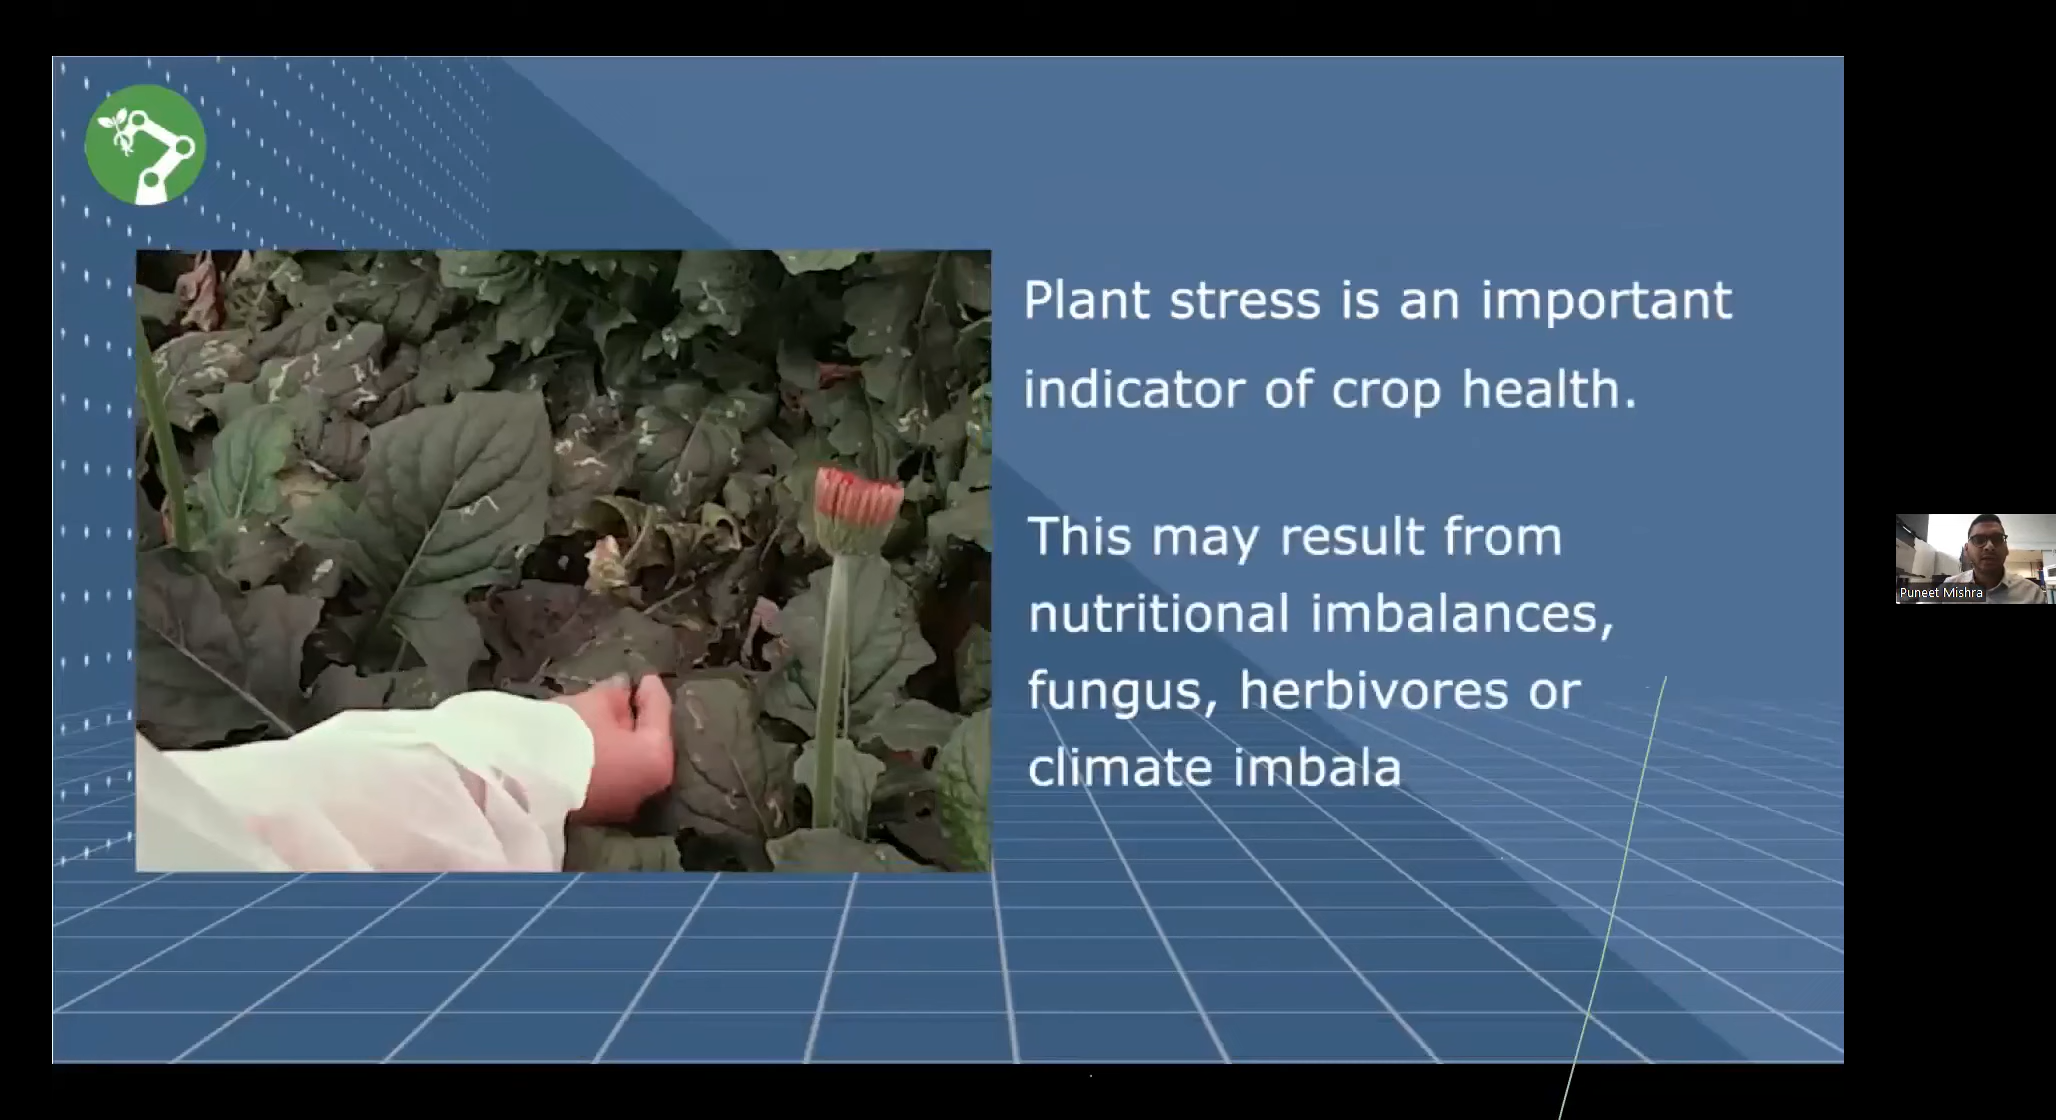 Plant stress is an important
indicator of crop health.
This may result from
nutritional imbalances,
fungus, herbivores or
climate imbala
Puneet Mishra